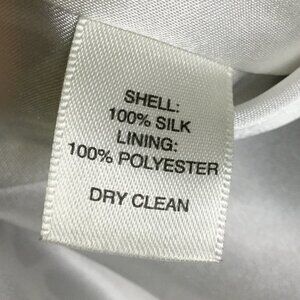 SHELL:
100% SILK
LINING:
100% POLYESTER
DRY CLEAN